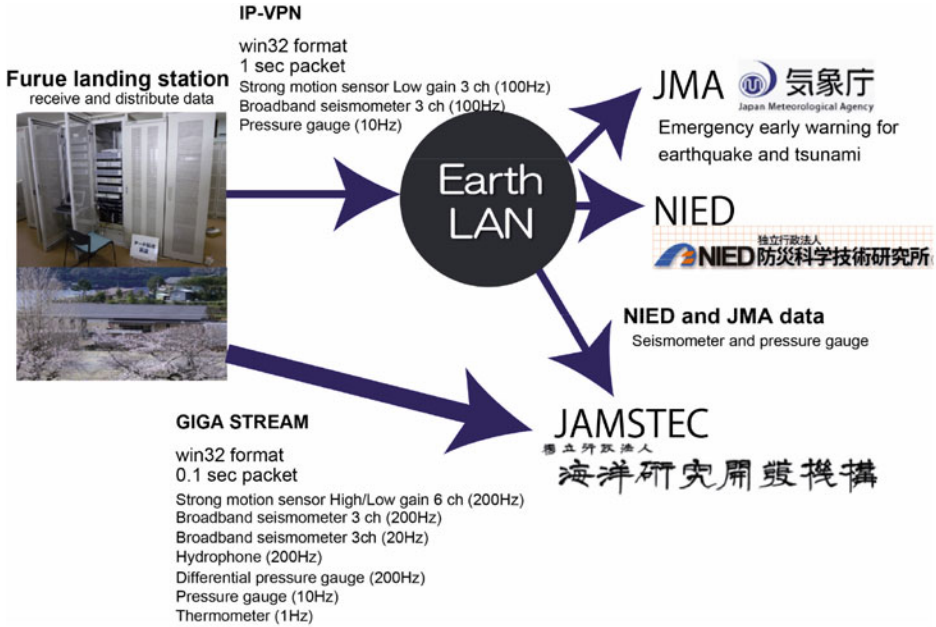 IP-VPN
win32 format
1 sec packet
Strong motion sensor Low gain 3 ch (100Hz)
Broadband seismometer 3 ch (100Hz)
Pressure gauge (10Hz)
Furue landing station
receive and distribute data
Earth
LAN
JMA 気象庁
Japan Meteorological Agency
Emergency early warning for
earthquake and tsunami
NIED
独立行政法人
NIED 防災科学技術研究所
NIED and JMA data
Seismometer and pressure gauge
JAMSTEC
獨立行政法人
海洋研究開發機構
GIGA STREAM
win32 format
0.1 sec packet
Strong motion sensor High/Low gain 6 ch (200Hz)
Broadband seismometer 3 ch (200Hz)
Broadband seismometer 3ch (20Hz)
Hydrophone (200Hz)
Differential pressure gauge (200Hz)
Pressure gauge (10Hz)
Thermometer (1Hz)